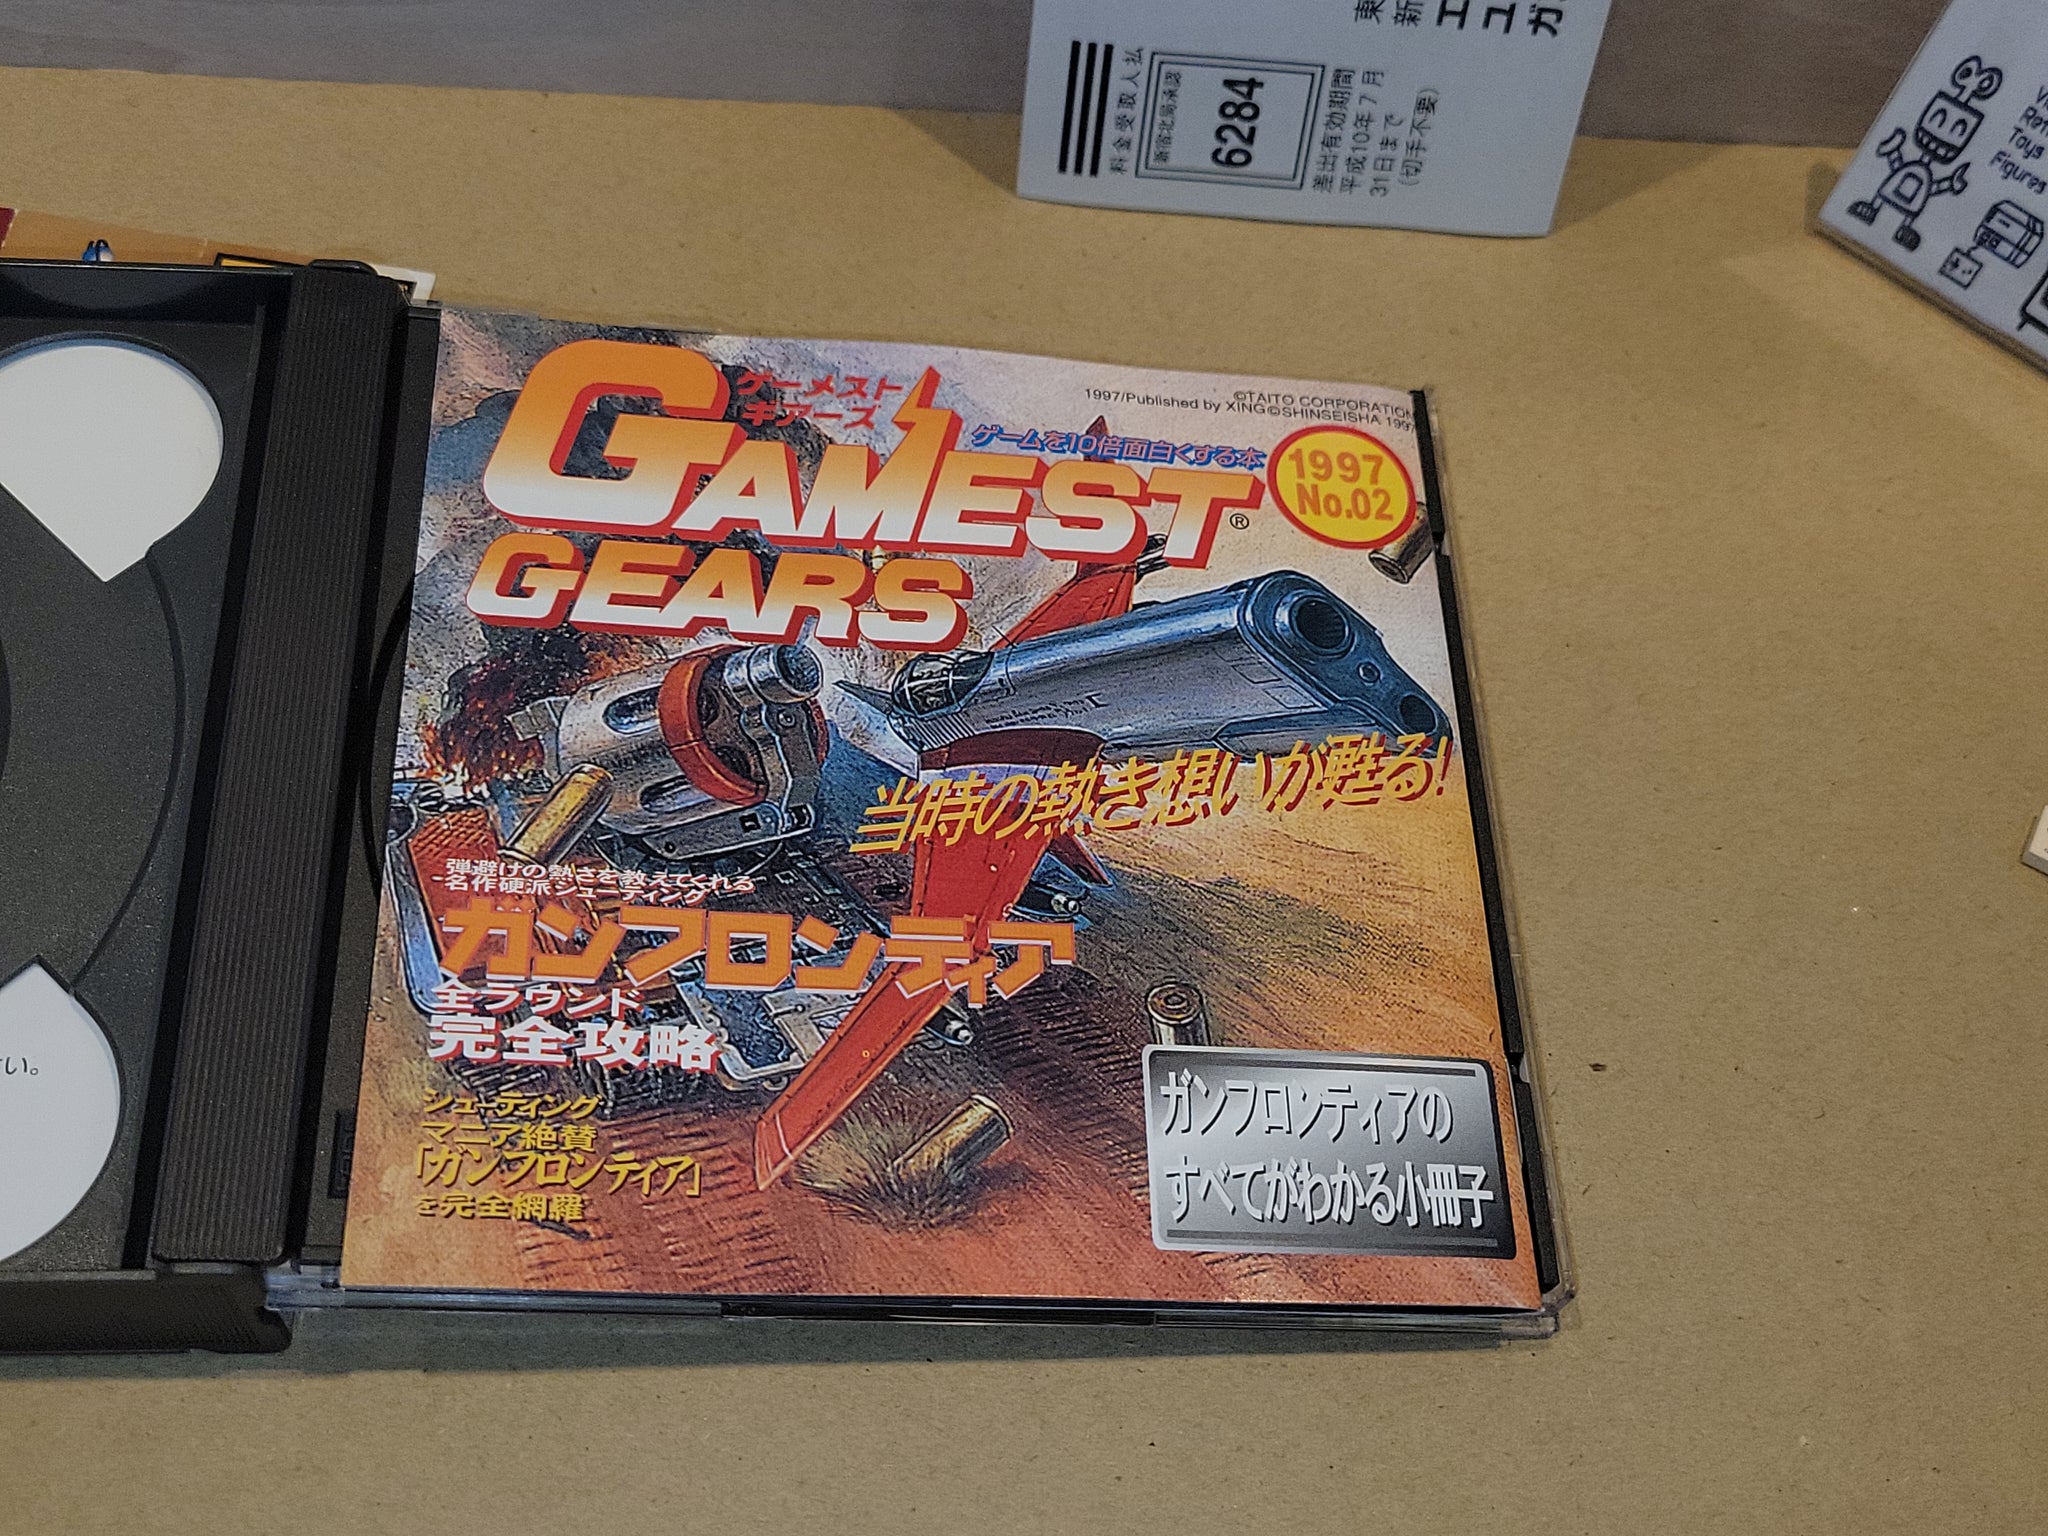 料金受取人払
新宿北局承認
6284
差出有効期間
平成10年7月
31日まで
(切手不要)
東
新
エ
ユ
ガ
Toys
Figures
い。
ゲーメスト
ギアーズ
1997/Published by XING©SHINSEISHA 1997
©TAITO CORPORATION
ゲームを10倍面白くする本
GAMEST®
GEARS
1997
No.02
当時の熱き想いが甦る!
弾避けの熱さを教えてくれる
名作硬派シューティング
ガンフロンティア
全ラウンド
完全攻略
シューティング
マニア絶賛
「ガンフロンティア」
を完全網羅
ガンフロンティアの
すべてがわかる小冊子